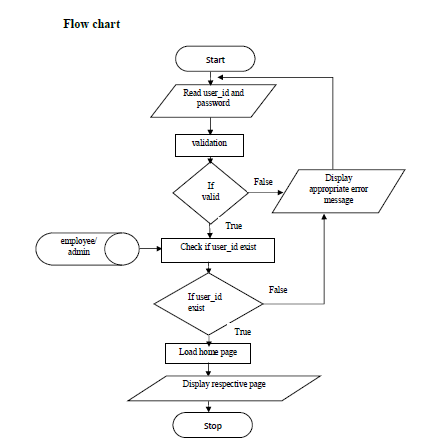 Flow chart
Start
Read user_id and
password
validation
If
valid
False
Display
appropriate error
message
True
employee/
admin
Check if user_id exist
If user_id
exist
False
True
Load home page
Display respective page
Stop